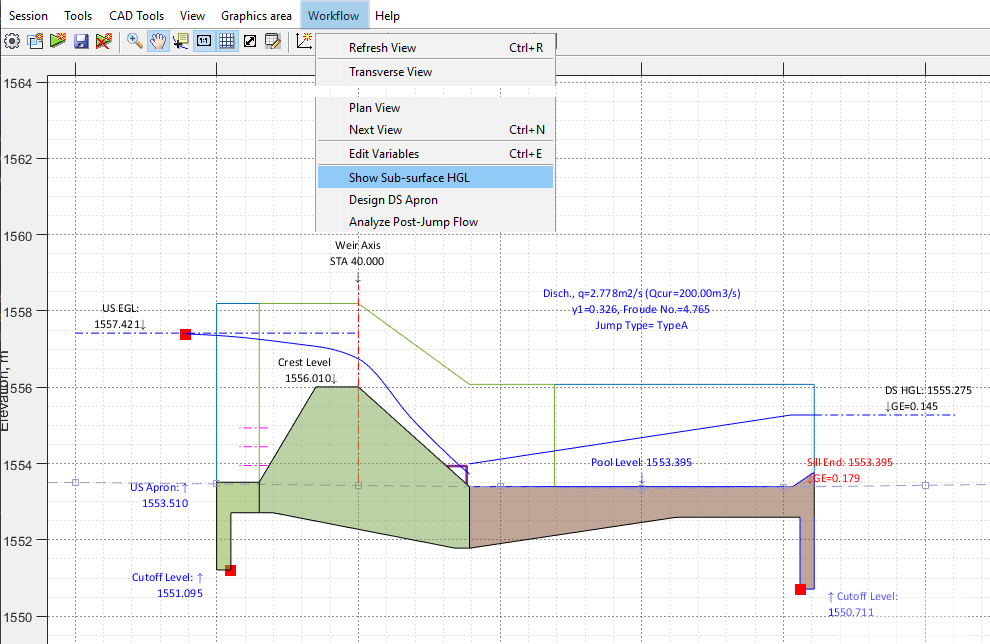 Session Tools CAD Tools View Graphics area Workflow Help
1:1
Refresh View Ctrl+R
Transverse View
Plan View
Next View Ctrl+N
Edit Variables Ctrl+E
Show Sub-surface HGL
Design DS Apron
Analyze Post-Jump Flow
1564
1562
1560
1558
1556
1554
1552
1550
Elevation, m
Weir Axis
STA 40.000
↓
Disch., q=2.778m2/s (Qcur=200.00m3/s)
y1=0.326, Froude No.=4.765
Jump Type= TypeA
US EGL:
1557.421↓
Crest Level
1556.010↓
DS HGL: 1555.275
↓GE=0.145
Pool Level: 1553.395
Sill End: 1553.395
↓GE=0.179
US Apron: ↑
1553.510
Cutoff Level: ↑
1551.095
↑ Cutoff Level:
1550.711